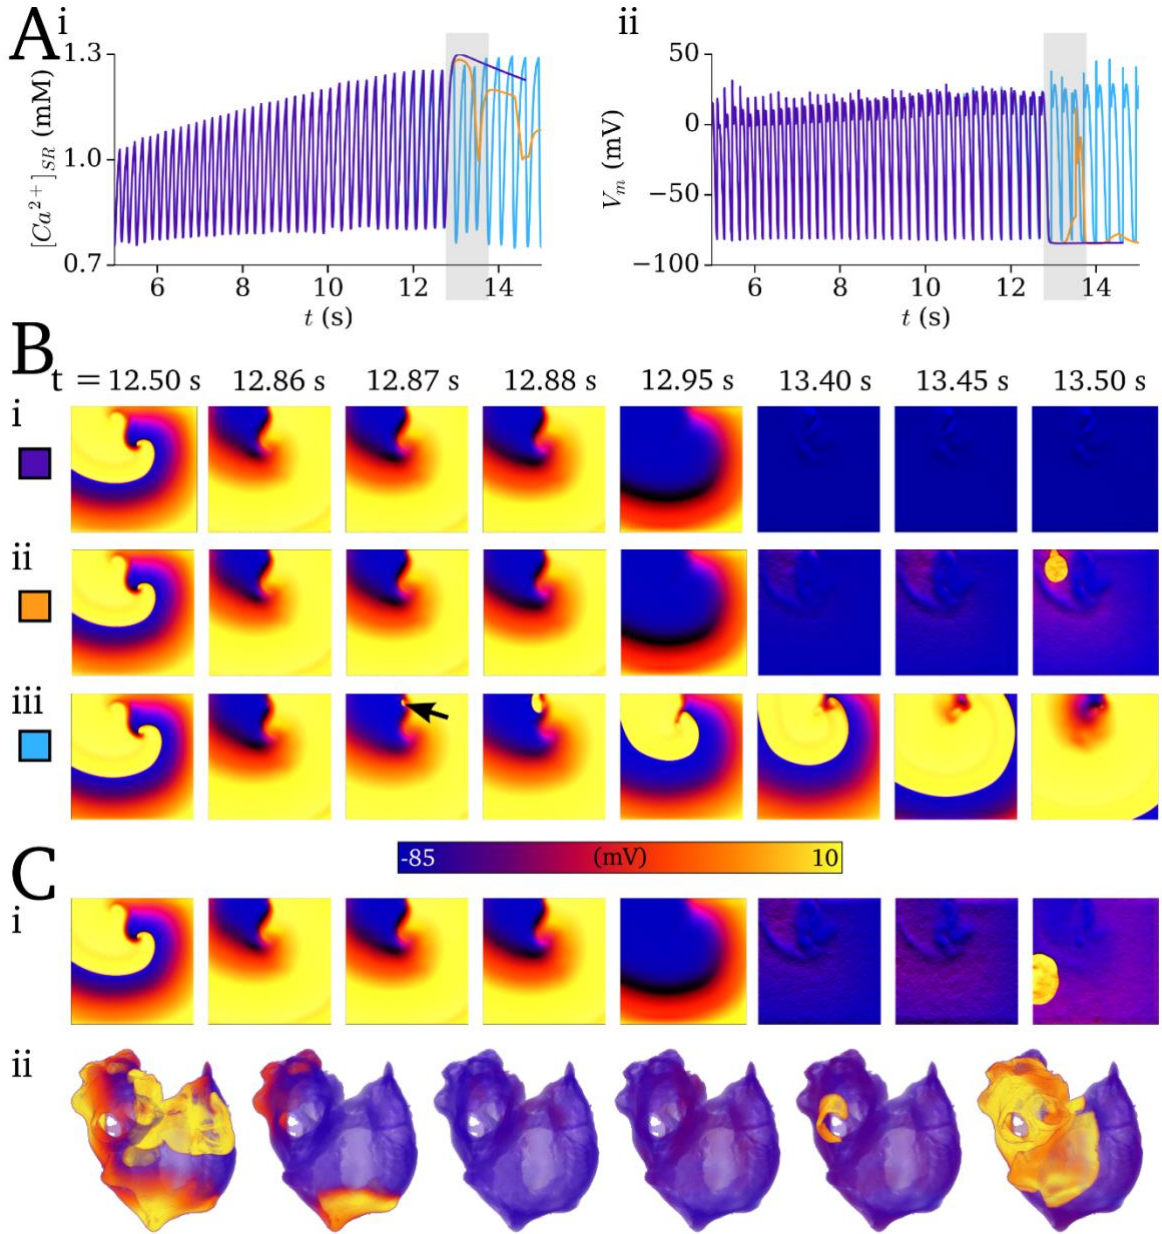 A i ii
1.3
1.0
0.7
[Ca²⁺]SR (mM)
6 8 10 12 14
t (s)
50
0
−50
−100
Vm (mV)
6 8 10 12 14
t (s)
B
t = 12.50 s 12.86 s 12.87 s 12.88 s 12.95 s 13.40 s 13.45 s 13.50 s
i
ii
iii
-85 (mV) 10
C
i
ii